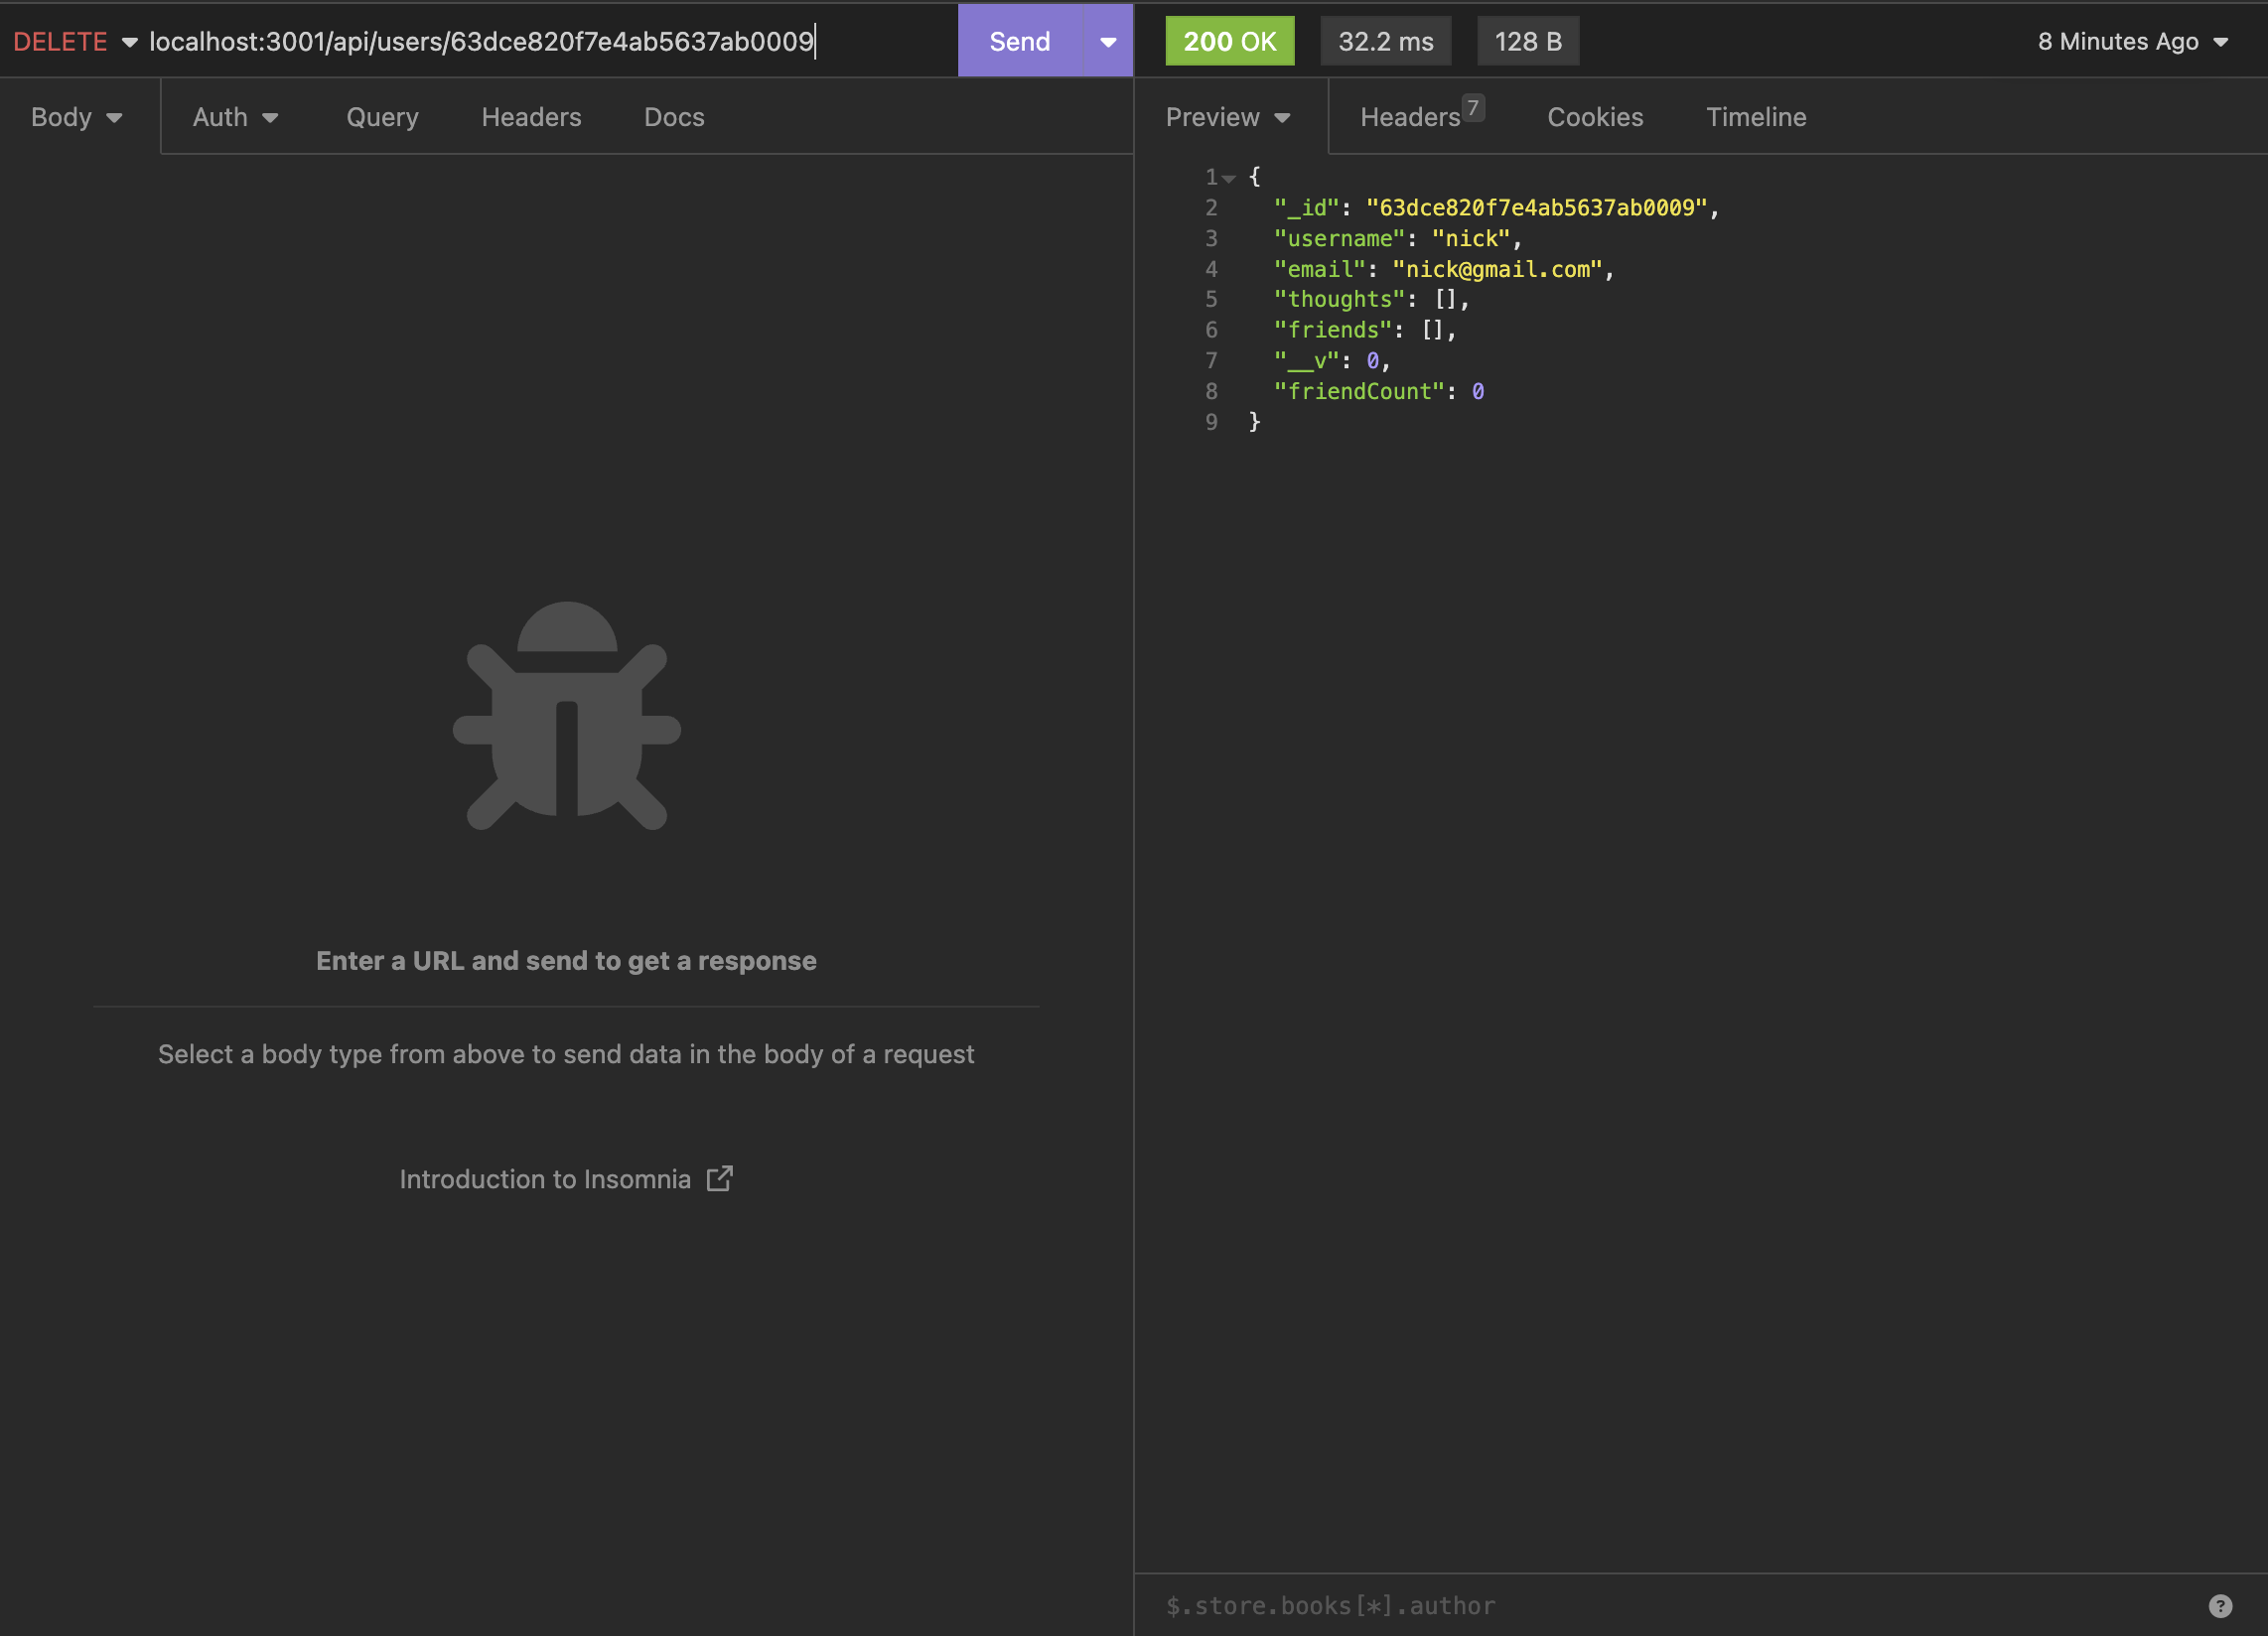 DELETE localhost:3001/api/users/63dce820f7e4ab5637ab0009 Send 200 OK 32.2 ms 128 B 8 Minutes Ago
Body Auth Query Headers Docs Preview Headers 7 Cookies Timeline
1 {
2 "_id": "63dce820f7e4ab5637ab0009",
3 "username": "nick",
4 "email": "nick@gmail.com",
5 "thoughts": [],
6 "friends": [],
7 "__v": 0,
8 "friendCount": 0
9 }
Enter a URL and send to get a response
Select a body type from above to send data in the body of a request
Introduction to Insomnia
$.store.books[*].author ?